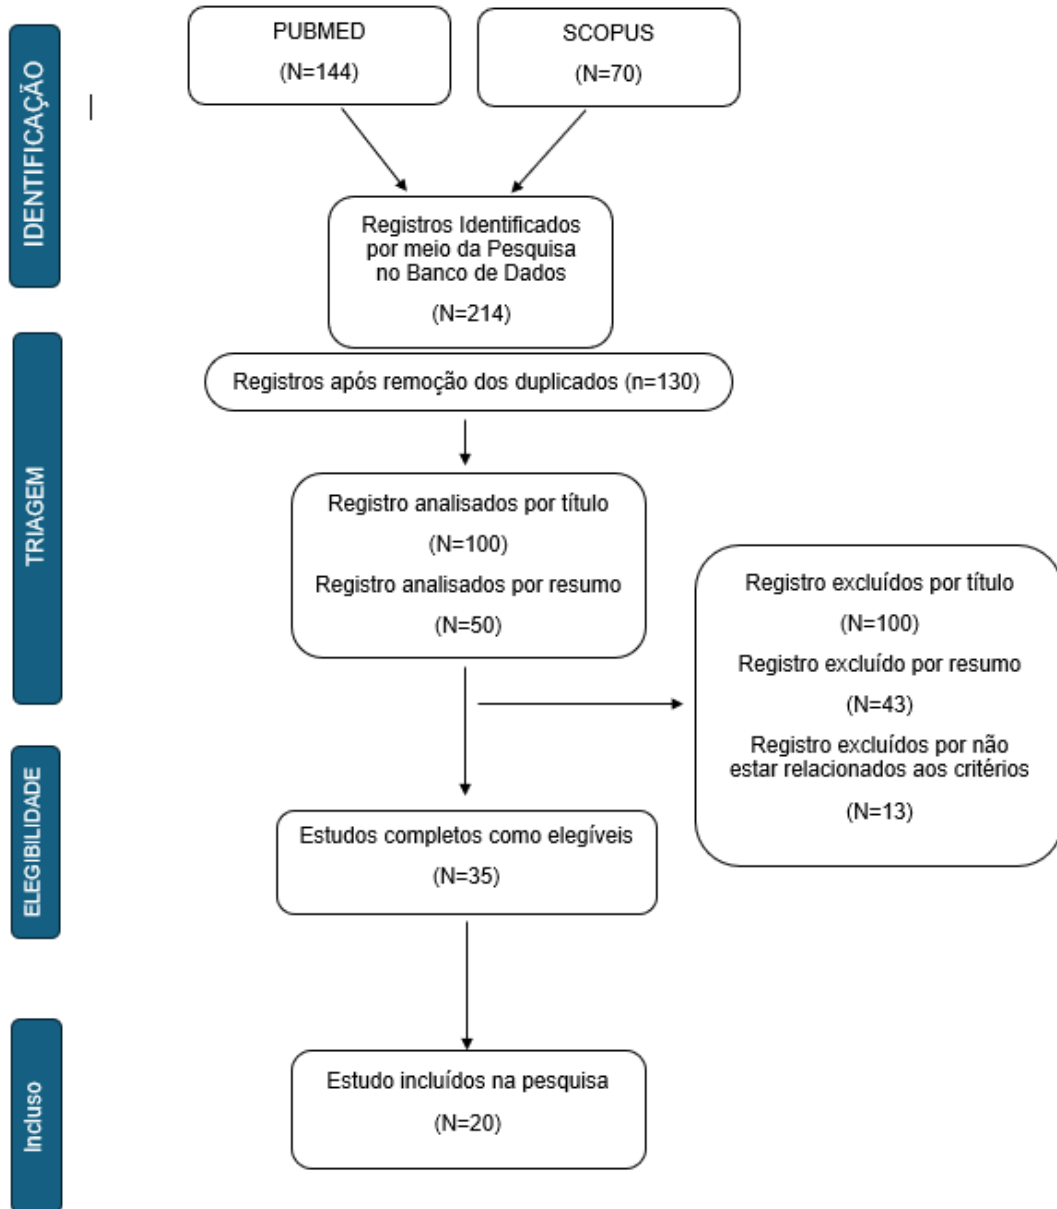 IDENTIFICAÇÃO
PUBMED
(N=144)
SCOPUS
(N=70)
Registros Identificados
por meio da Pesquisa
no Banco de Dados
(N=214)
TRIAGEM
Registros após remoção dos duplicados (n=130)
Registro analisados por título
(N=100)
Registro analisados por resumo
(N=50)
Registro excluídos por título
(N=100)
Registro excluído por resumo
(N=43)
Registro excluídos por não
estar relacionados aos critérios
(N=13)
ELEGIBILIDADE
Estudos completos como elegíveis
(N=35)
Incluso
Estudo incluídos na pesquisa
(N=20)